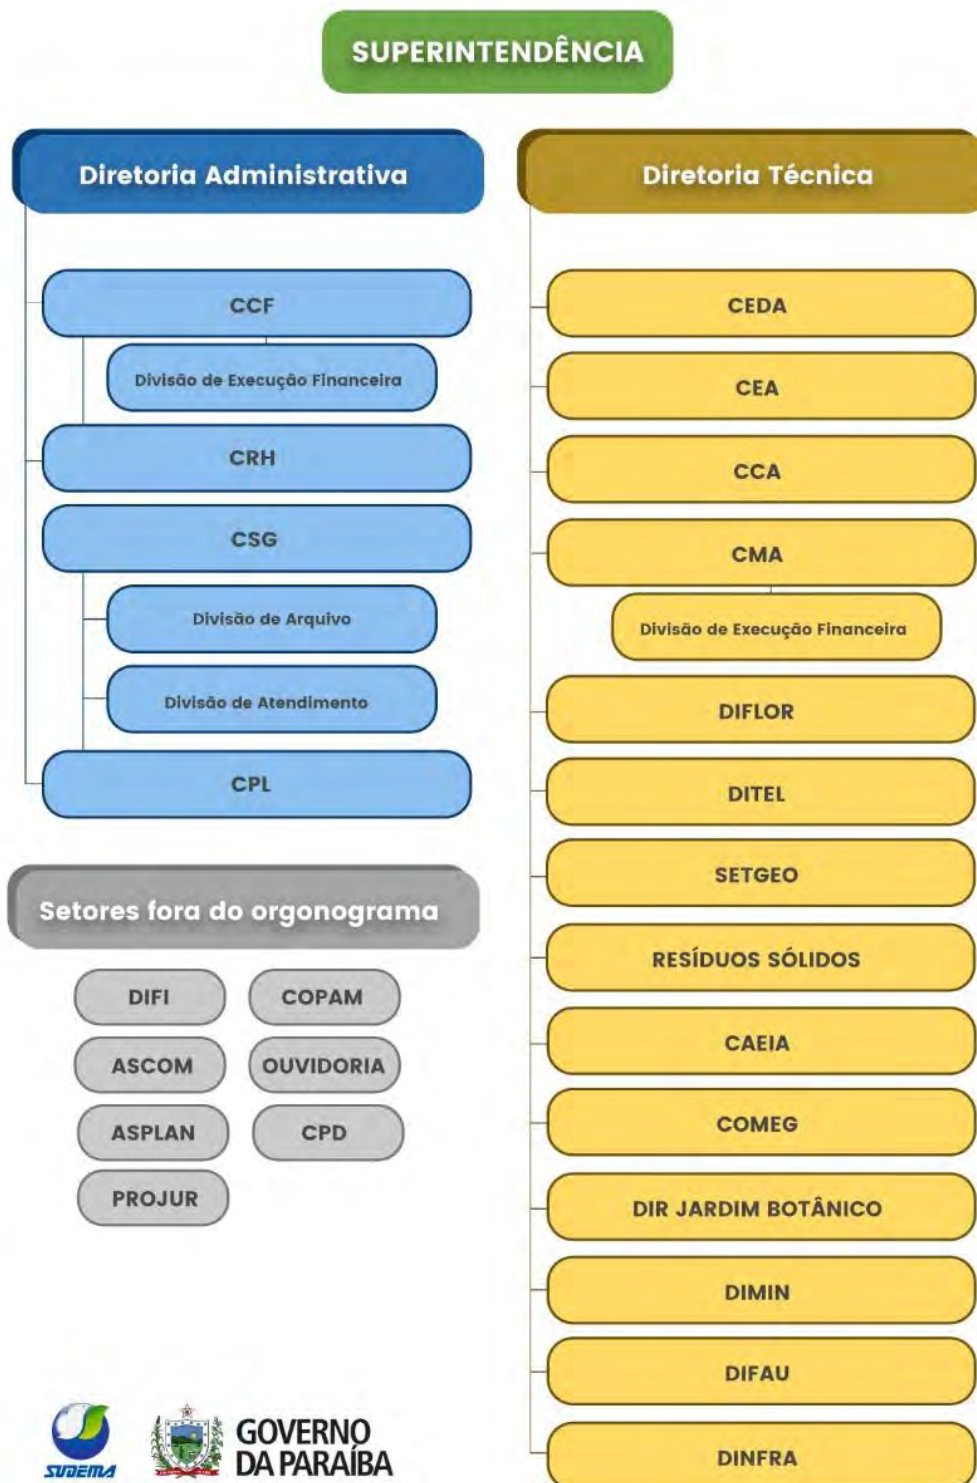 SUPERINTENDÊNCIA
Diretoria Administrativa
CCF
Divisão de Execução Financeira
CRH
CSG
Divisão de Arquivo
Divisão de Atendimento
CPL
Setores fora do orgonograma
DIFI
COPAM
ASCOM
OUVIDORIA
ASPLAN
CPD
PROJUR
Diretoria Técnica
CEDA
CEA
CCA
CMA
Divisão de Execução Financeira
DIFLOR
DITEL
SETGEO
RESÍDUOS SÓLIDOS
CAEIA
COMEG
DIR JARDIM BOTÂNICO
DIMIN
DIFAU
DINFRA
SUDEMA
GOVERNO
DA PARAÍBA